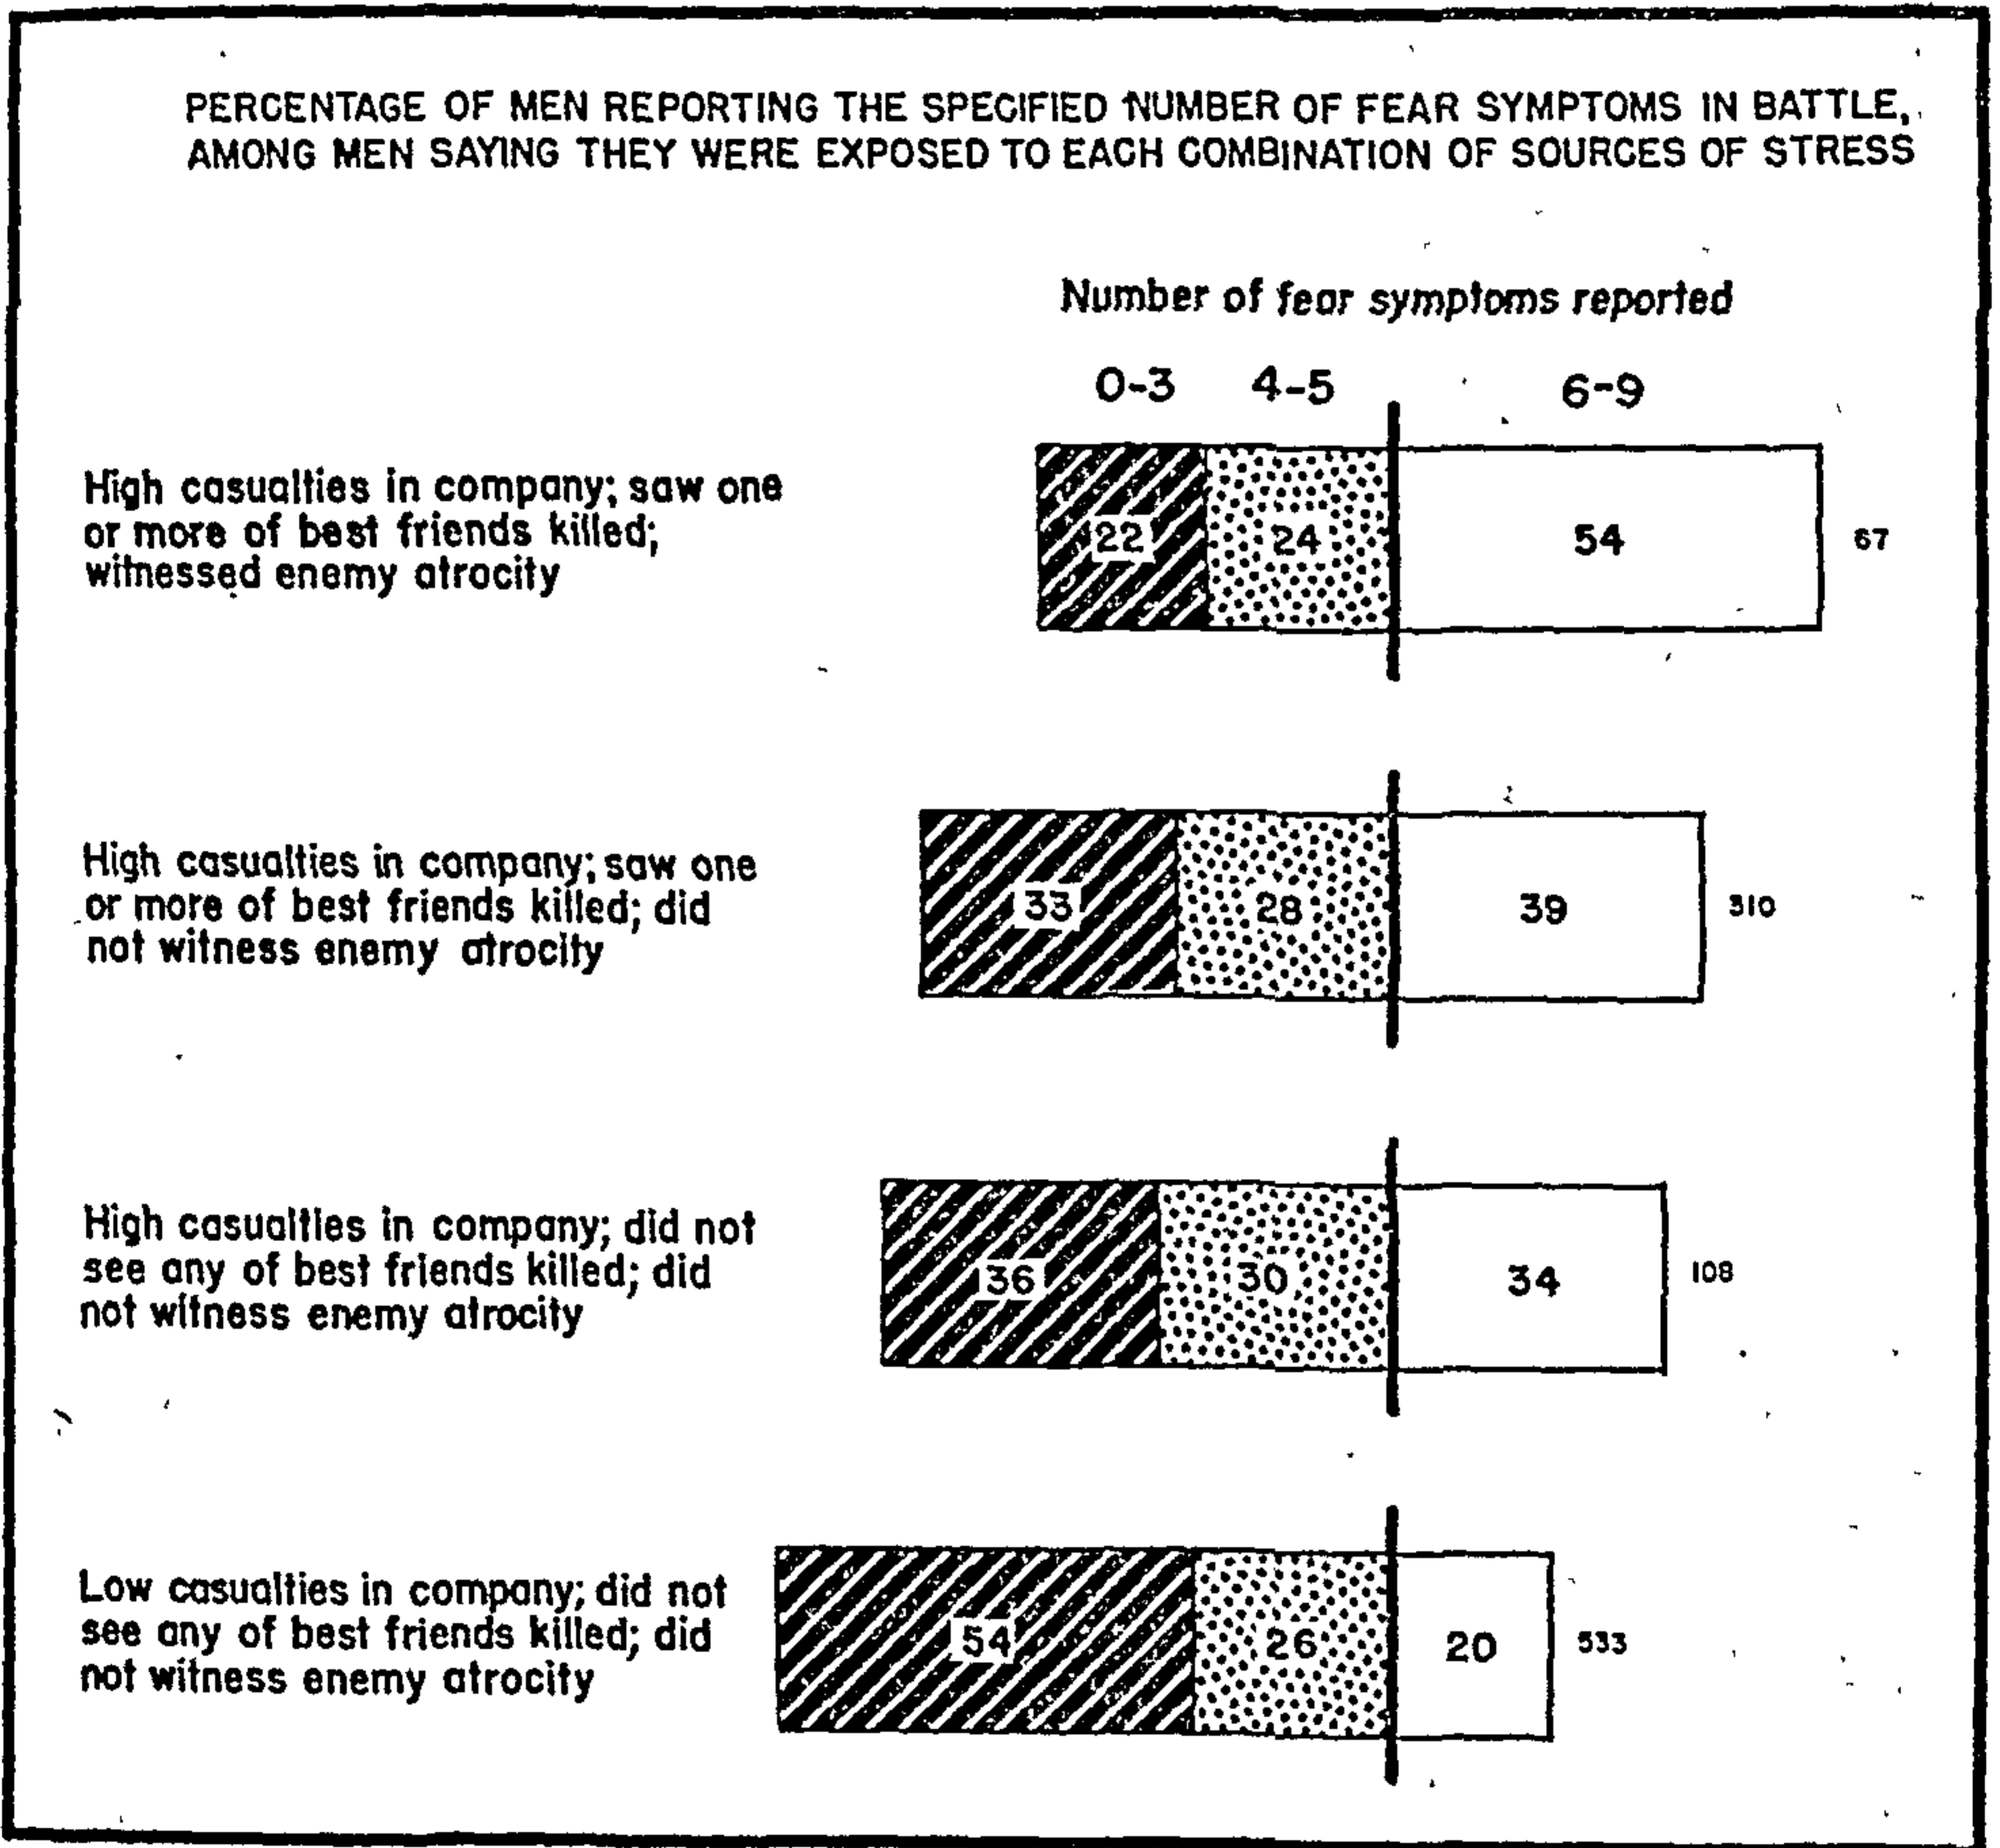 PERCENTAGE OF MEN REPORTING THE SPECIFIED NUMBER OF FEAR SYMPTOMS IN BATTLE,
AMONG MEN SAYING THEY WERE EXPOSED TO EACH COMBINATION OF SOURCES OF STRESS
Number of fear symptoms reported
0-3 4-5 6-9
High casualties in company; saw one
or more of best friends killed;
witnessed enemy atrocity
22 24 54 67
High casualties in company; saw one
or more of best friends killed; did
not witness enemy atrocity
33 28 39 310
High casualties in company; did not
see any of best friends killed; did
not witness enemy atrocity
36 30 34 108
Low casualties in company; did not
see any of best friends killed; did
not witness enemy atrocity
54 26 20 533